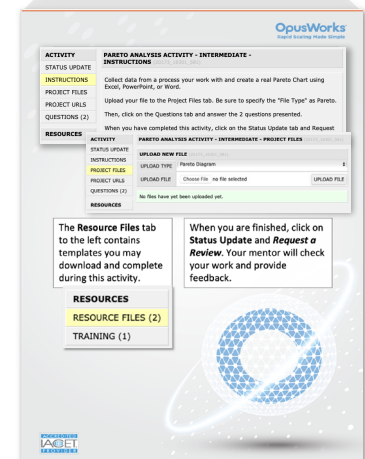 OpusWorks
Rapid Scaling Made Simple
ACTIVITY
STATUS UPDATE
INSTRUCTIONS
PROJECT FILES
PROJECT URLS
QUESTIONS (2)
RESOURCES
PARETO ANALYSIS ACTIVITY - INTERMEDIATE -
INSTRUCTIONS
Collect data from a process your work with and create a real Pareto Chart using
Excel, PowerPoint, or Word.
Upload your file to the Project Files tab. Be sure to specify the "File Type" as Pareto.
Then, click on the Questions tab and answer the 2 questions presented.
When you have completed this activity, click on the Status Update tab and Request
ACTIVITY
STATUS UPDATE
INSTRUCTIONS
PROJECT FILES
PROJECT URLS
QUESTIONS (2)
RESOURCES
PARETO ANALYSIS ACTIVITY - INTERMEDIATE - PROJECT FILES
UPLOAD NEW FILE
UPLOAD TYPE Pareto Diagram
UPLOAD FILE Choose File no file selected UPLOAD FILE
No files have yet been uploaded yet.
The Resource Files tab
to the left contains
templates you may
download and complete
during this activity.
When you are finished, click on
Status Update and Request a
Review. Your mentor will check
your work and provide
feedback.
RESOURCES
RESOURCE FILES (2)
TRAINING (1)
ACCREDITED
IACET
PROVIDER